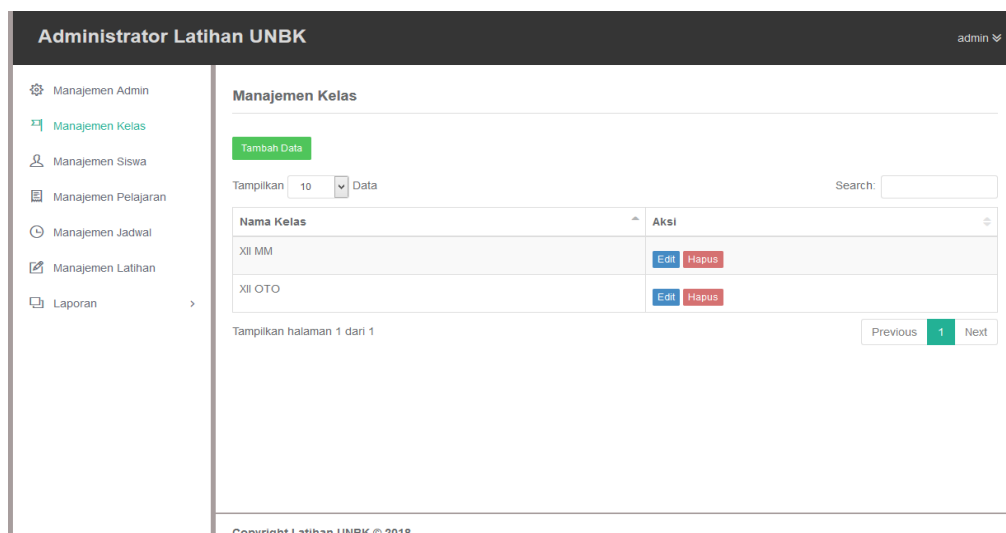 Administrator Latihan UNBK
admin
Manajemen Admin
Manajemen Kelas
Manajemen Siswa
Manajemen Pelajaran
Manajemen Jadwal
Manajemen Latihan
Laporan
Manajemen Kelas
Tambah Data
Tampilkan 10 Data
Search:
Nama Kelas Aksi
XII MM Edit Hapus
XII OTO Edit Hapus
Tampilkan halaman 1 dari 1
Previous 1 Next
Copyright Latihan UNBK © 2018